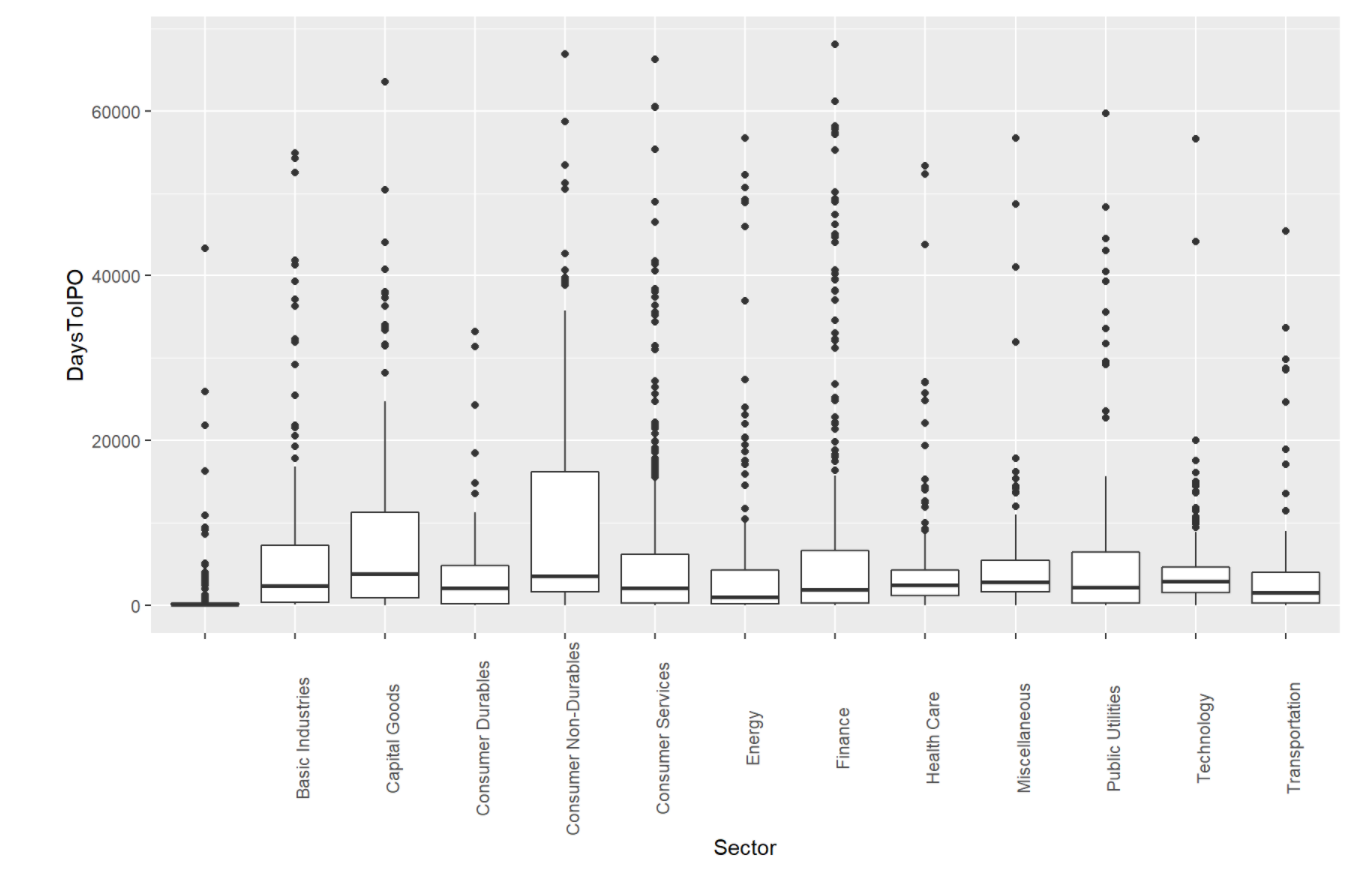 60000
40000
20000
0
DaysToIPO
Basic Industries
Capital Goods
Consumer Durables
Consumer Non-Durables
Consumer Services
Energy
Finance
Health Care
Miscellaneous
Public Utilities
Technology
Transportation
Sector